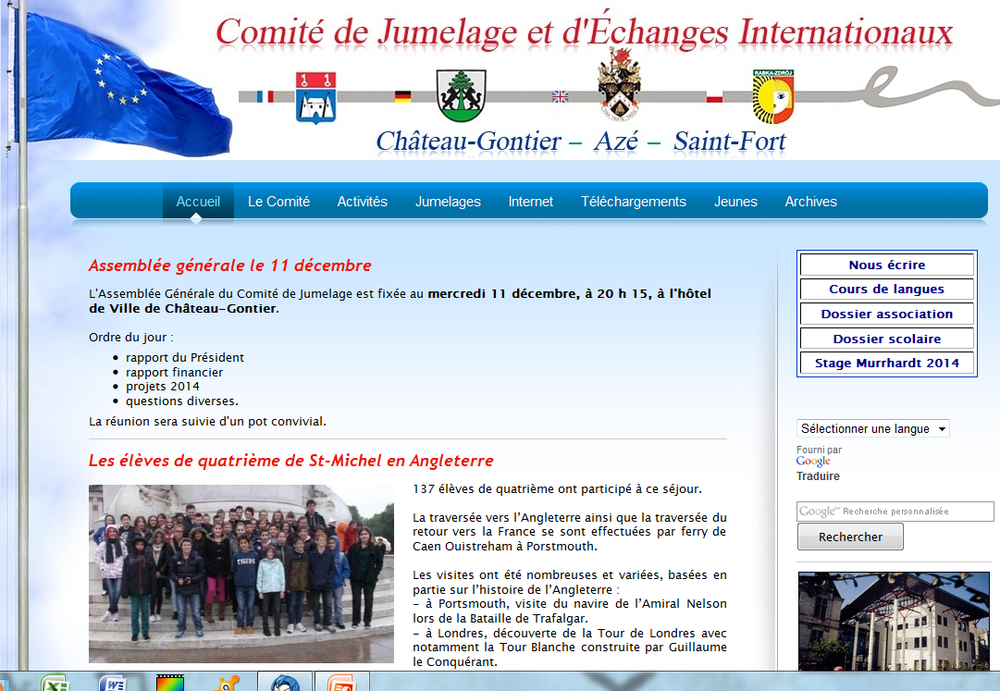 Comité de Jumelage et d'Échanges Internationaux
RABKA-ZDRÓJ
Château-Gontier – Azé – Saint-Fort
Accueil Le Comité Activités Jumelages Internet Téléchargements Jeunes Archives
Assemblée générale le 11 décembre
L'Assemblée Générale du Comité de Jumelage est fixée au mercredi 11 décembre, à 20 h 15, à l'hôtel
de Ville de Château-Gontier.
Ordre du jour :
• rapport du Président
• rapport financier
• projets 2014
• questions diverses.
La réunion sera suivie d'un pot convivial.
Les élèves de quatrième de St-Michel en Angleterre
TIGERS
137 élèves de quatrième ont participé à ce séjour.
La traversée vers l’Angleterre ainsi que la traversée du
retour vers la France se sont effectuées par ferry de
Caen Ouistreham à Porstmouth.
Les visites ont été nombreuses et variées, basées en
partie sur l’histoire de l’Angleterre :
- à Portsmouth, visite du navire de l’Amiral Nelson
lors de la Bataille de Trafalgar.
- à Londres, découverte de la Tour de Londres avec
notamment la Tour Blanche construite par Guillaume
le Conquérant.
Nous écrire
Cours de langues
Dossier association
Dossier scolaire
Stage Murrhardt 2014
Sélectionner une langue
Fourni par
Google
Traduire
Google™ Recherche personnalisée
Rechercher